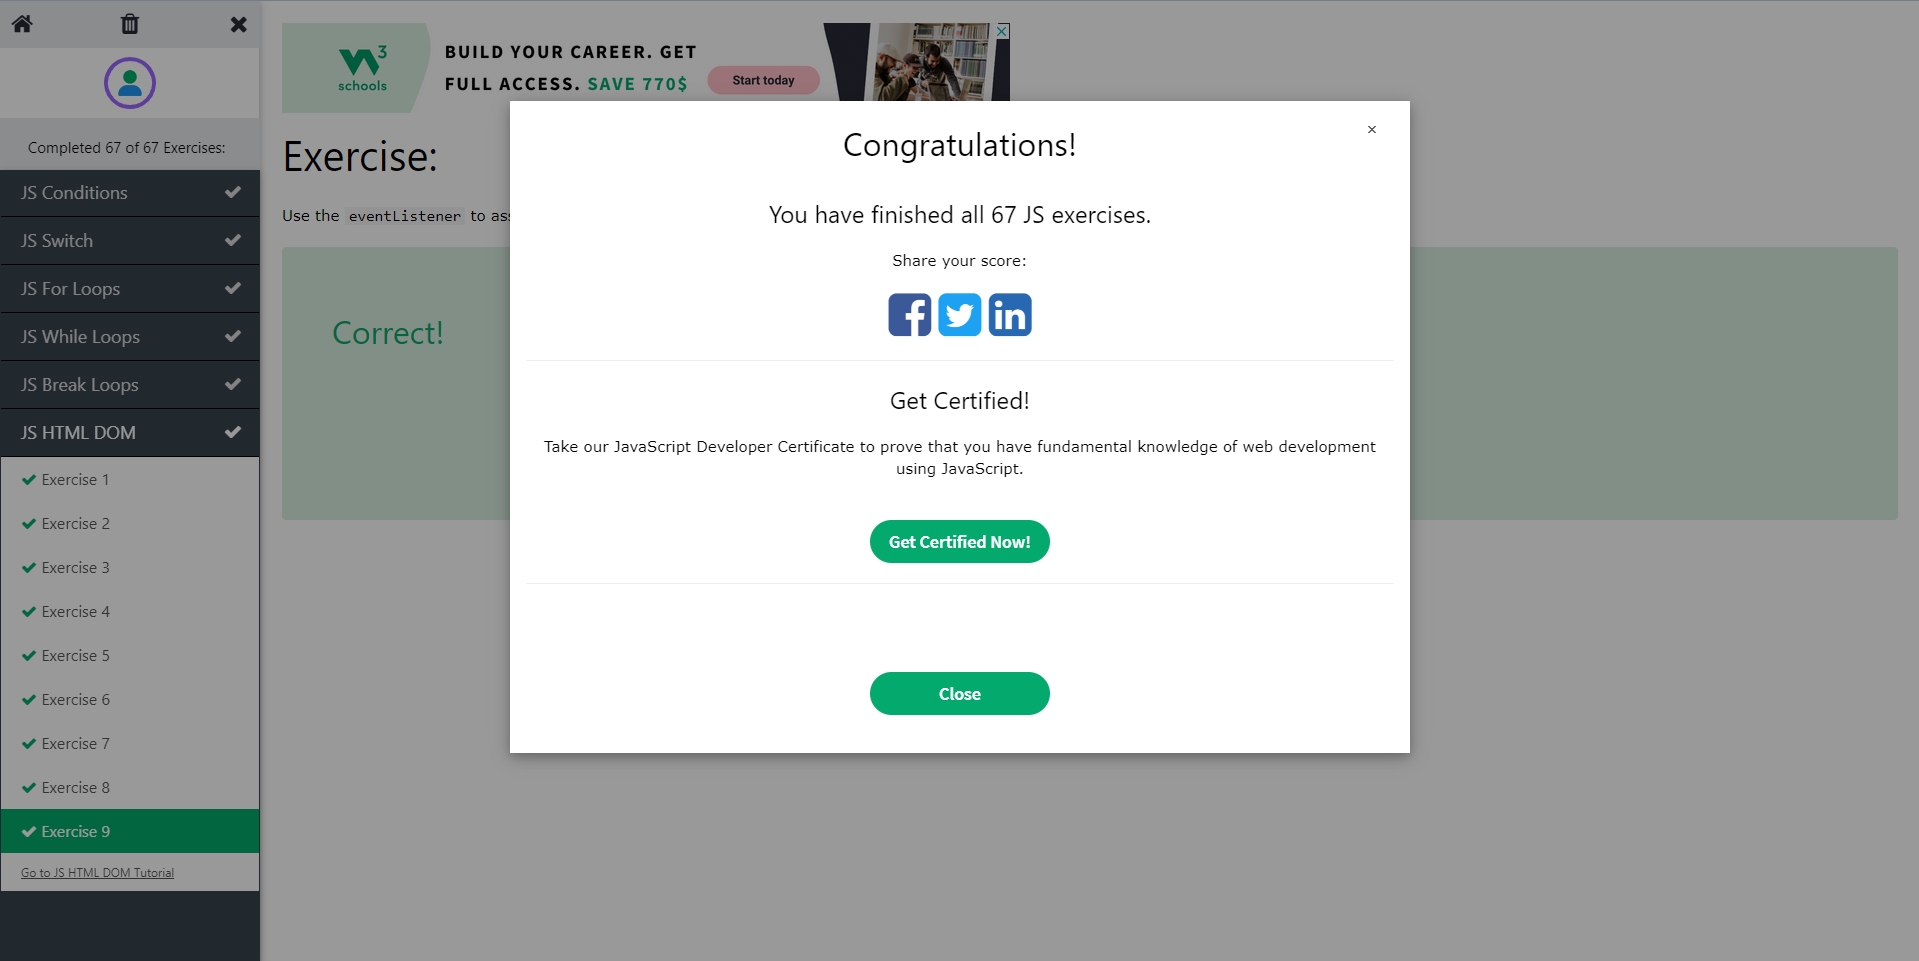 Completed 67 of 67 Exercises:
JS Conditions
JS Switch
JS For Loops
JS While Loops
JS Break Loops
JS HTML DOM
Exercise 1
Exercise 2
Exercise 3
Exercise 4
Exercise 5
Exercise 6
Exercise 7
Exercise 8
Exercise 9
Go to JS HTML DOM Tutorial
W3
schools
BUILD YOUR CAREER. GET
FULL ACCESS. SAVE 770$
Start today
Exercise:
Use the eventListener to
Correct!
Congratulations!
×
You have finished all 67 JS exercises.
Share your score:
Get Certified!
Take our JavaScript Developer Certificate to prove that you have fundamental knowledge of web development
using JavaScript.
Get Certified Now!
Close